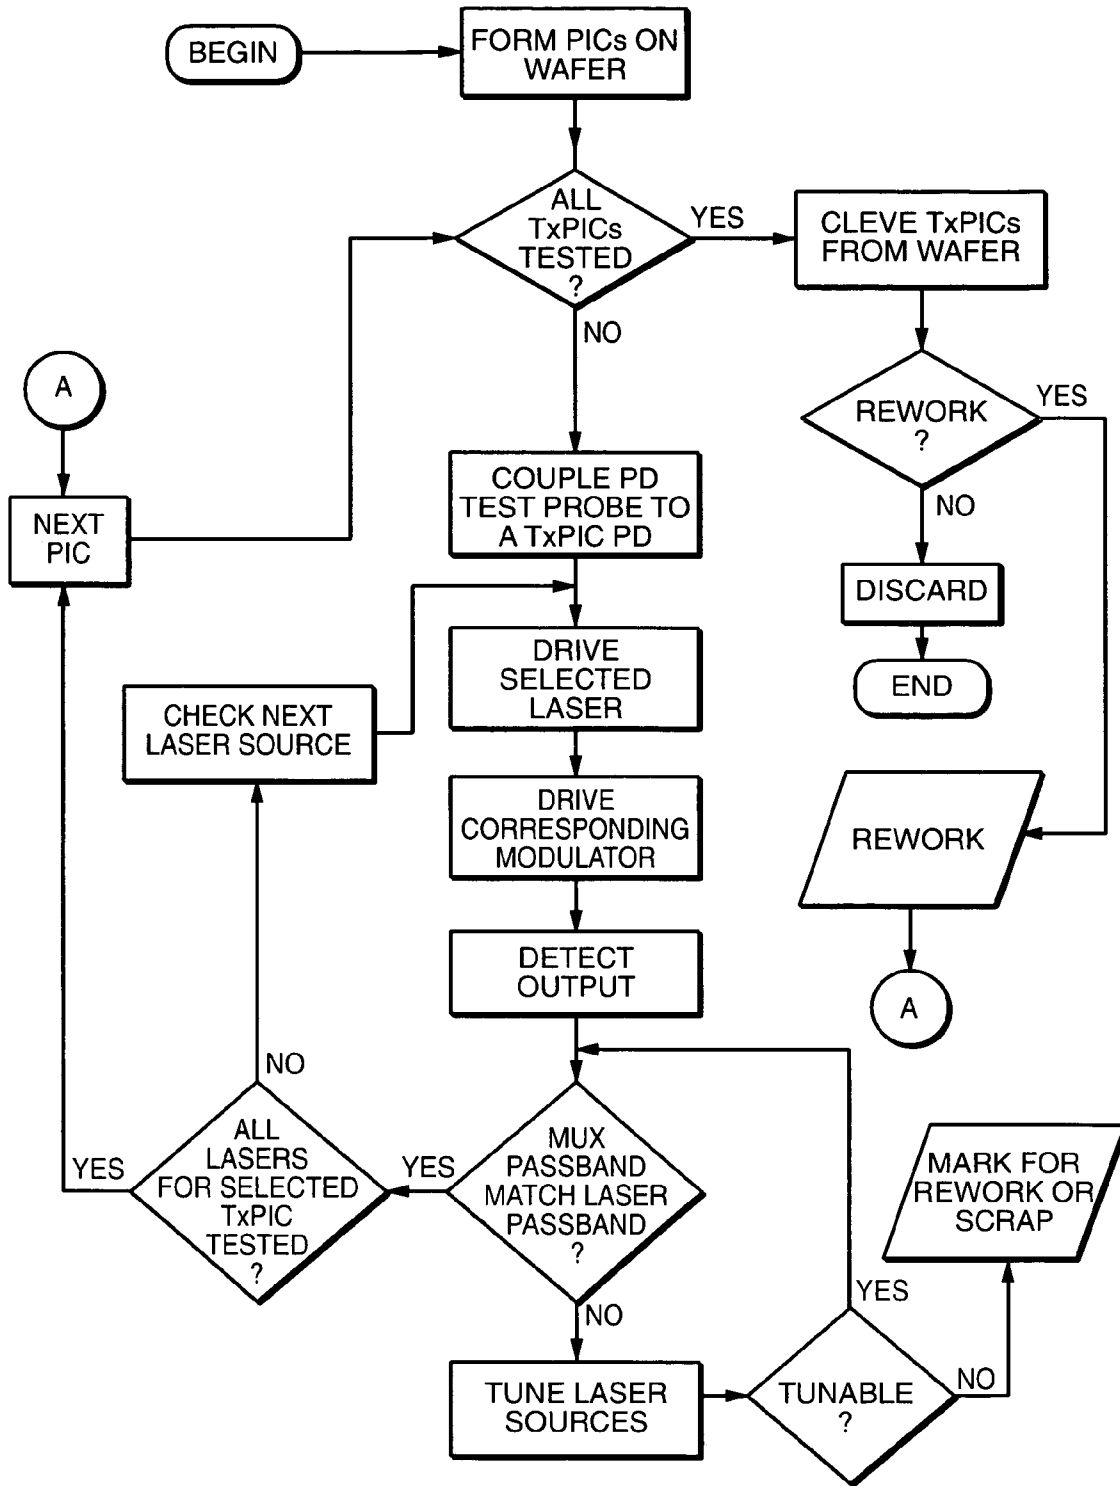 BEGIN
FORM PICs ON
WAFER
ALL
TxPICs
TESTED
?
YES
CLEVE TxPICs
FROM WAFER
NO
A
REWORK
?
YES
NO
NEXT
PIC
COUPLE PD
TEST PROBE TO
A TxPIC PD
DISCARD
END
DRIVE
SELECTED
LASER
CHECK NEXT
LASER SOURCE
DRIVE
CORRESPONDING
MODULATOR
REWORK
DETECT
OUTPUT
A
NO
ALL
LASERS
FOR SELECTED
TxPIC
TESTED
?
YES
YES
MUX
PASSBAND
MATCH LASER
PASSBAND
?
NO
MARK FOR
REWORK OR
SCRAP
YES
TUNE LASER
SOURCES
TUNABLE
?
NO